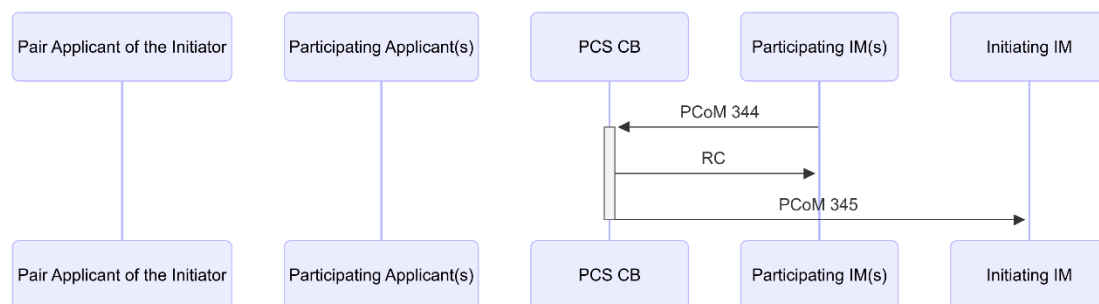 Pair Applicant of the Initiator
Participating Applicant(s)
PCS CB
Participating IM(s)
Initiating IM
PCoM 344
RC
PCoM 345
Pair Applicant of the Initiator
Participating Applicant(s)
PCS CB
Participating IM(s)
Initiating IM